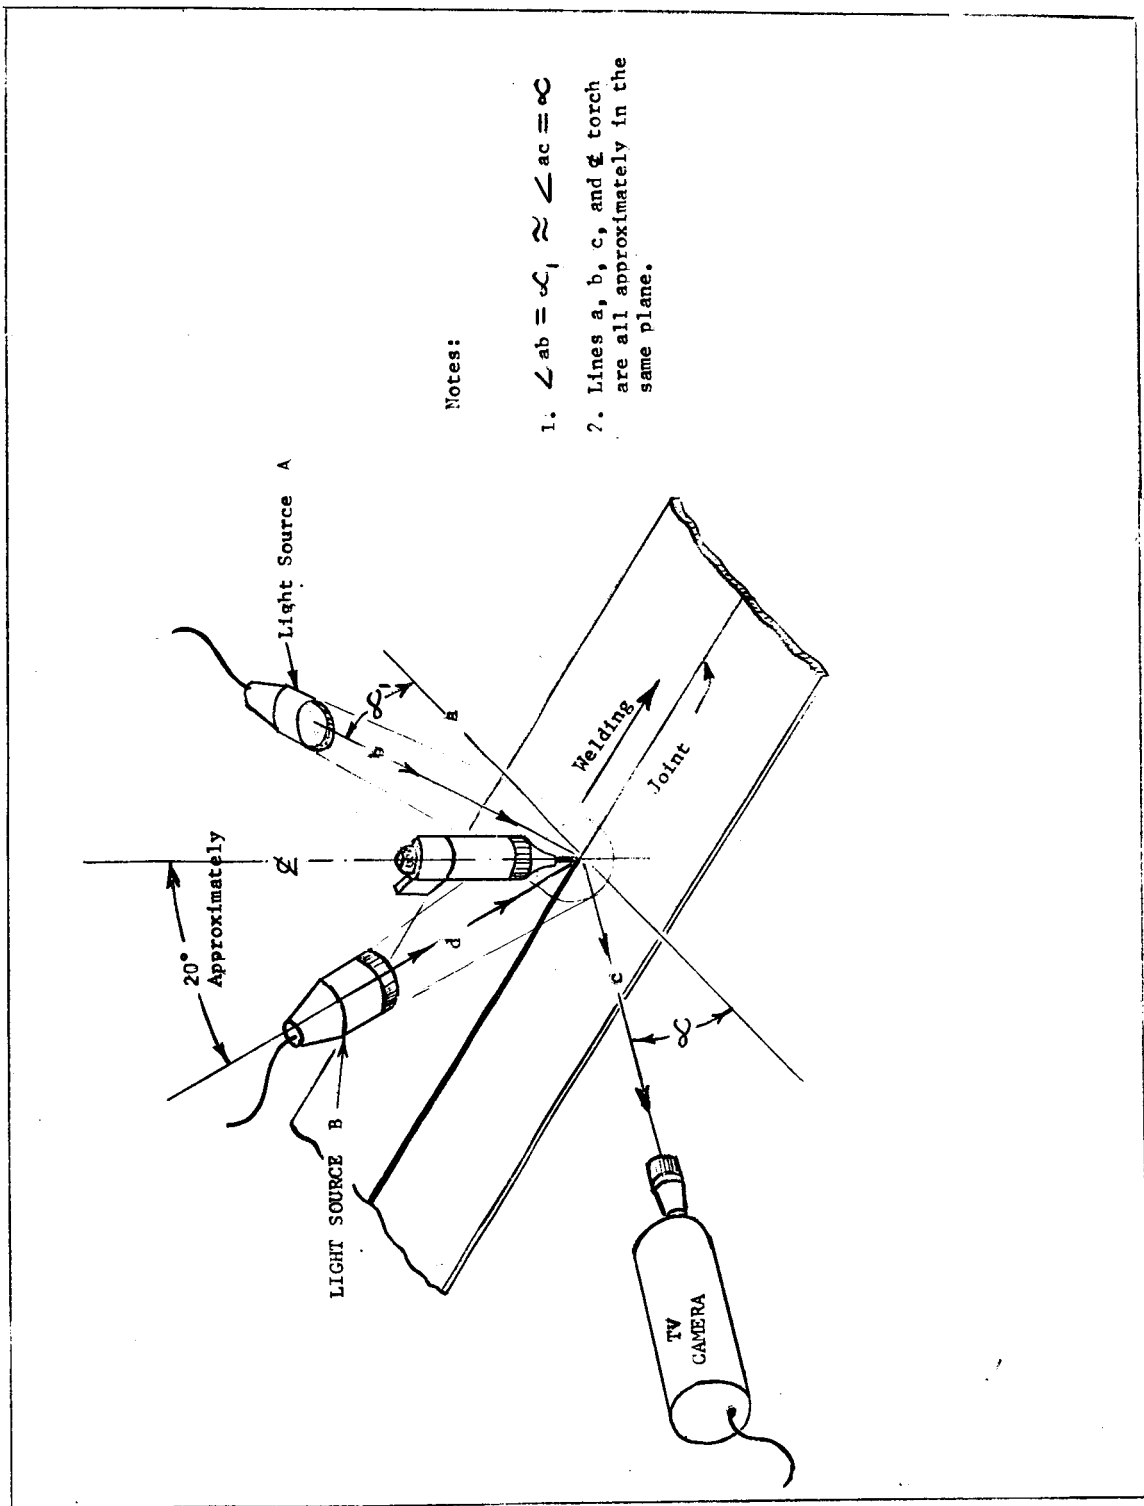 20°
Approximately
℄
Light Source A
LIGHT SOURCE B
d
b
α'
a
Welding
Joint
c
α
TV
CAMERA
Notes:
1. ∠ab = α₁ ≈ ∠ac = α
2. Lines a, b, c, and ℄ torch
are all approximately in the
same plane.